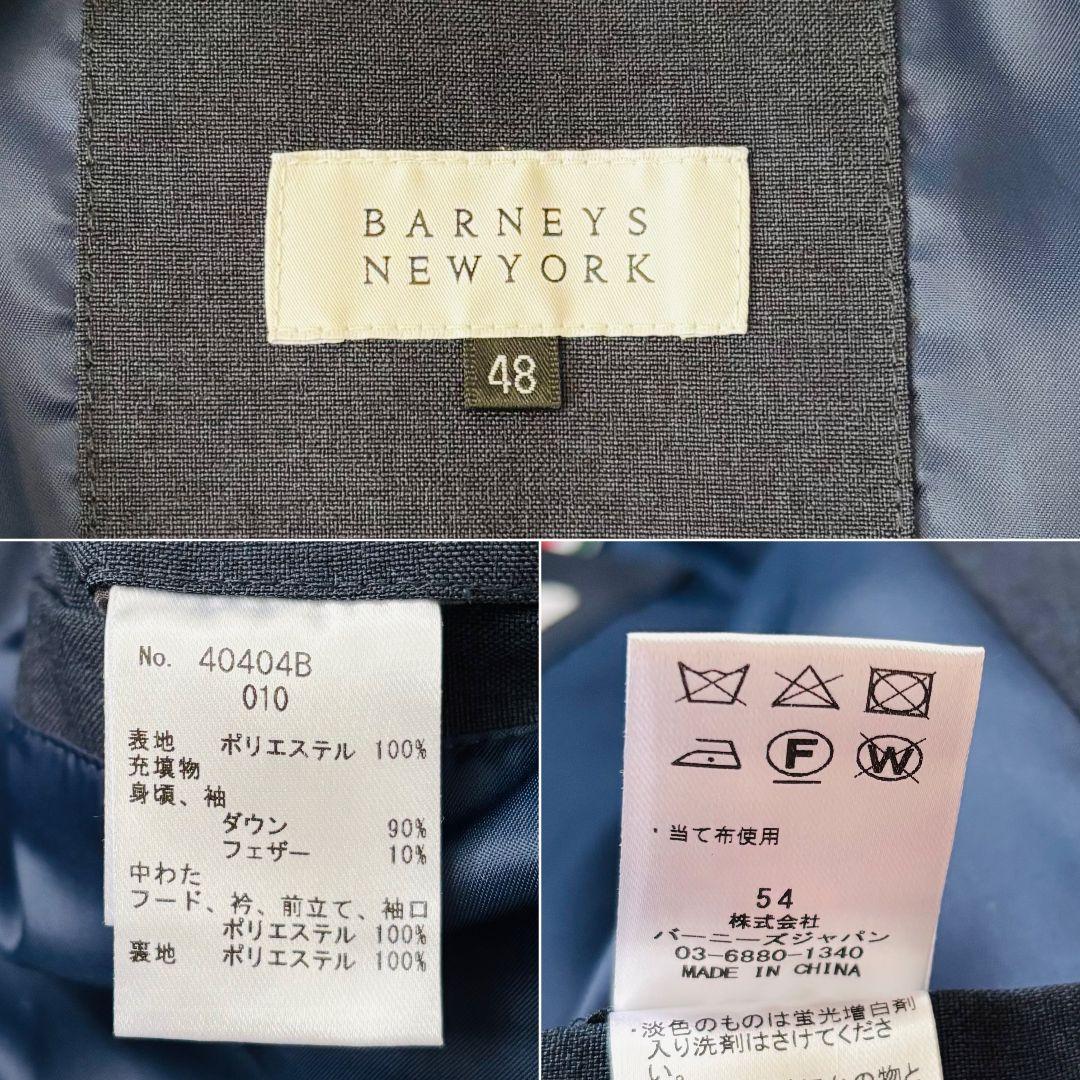 BARNEYS
NEWYORK
48
No. 40404B
010
表地 ポリエステル 100%
充填物
身頃、袖
ダウン 90%
フェザー 10%
中わた
フード、衿、前立て、袖口
ポリエステル 100%
裏地 ポリエステル 100%
F
W
・当て布使用
54
株式会社
バーニーズジャパン
03-6880-1340
MADE IN CHINA
・淡色のものは蛍光増白剤
入り洗剤はさけてくださ
い。
の物と